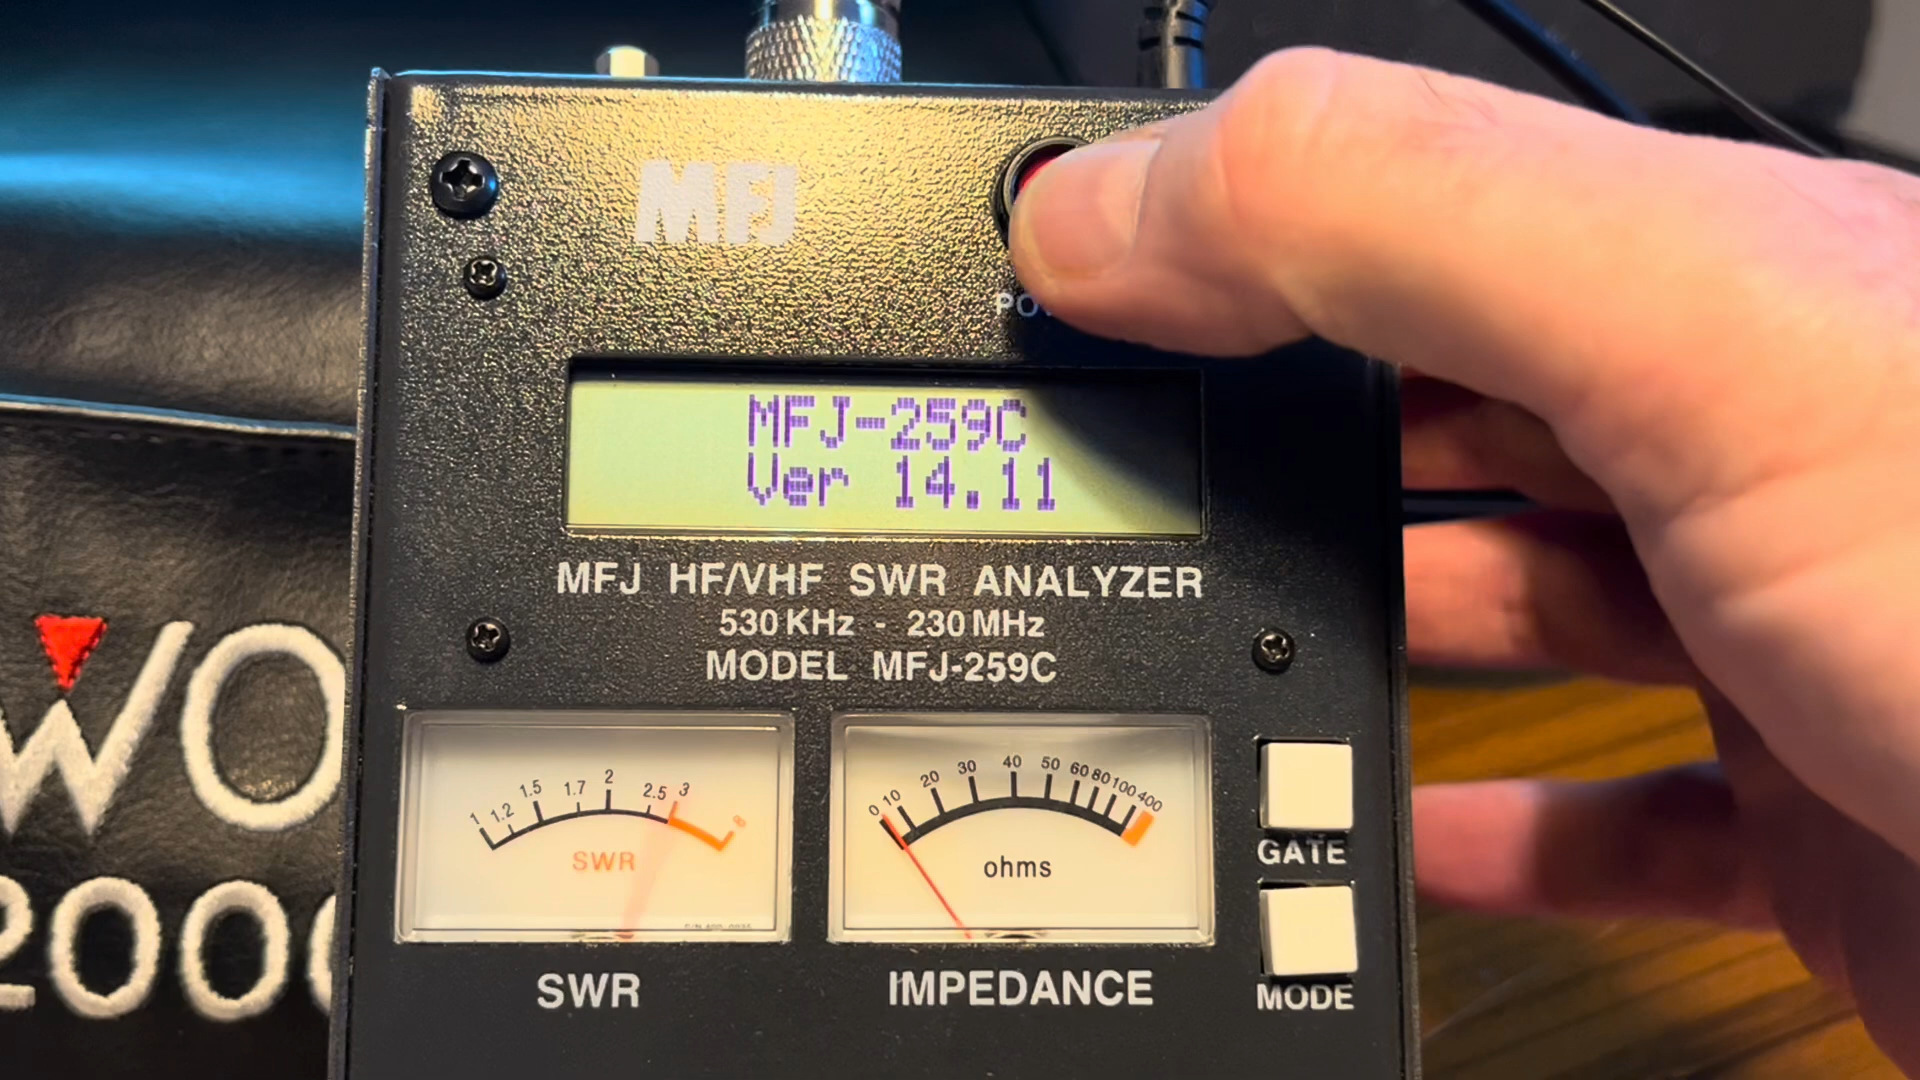 MFJ
MFJ-259C
Ver 14.11
MFJ HF/VHF SWR ANALYZER
530 KHz - 230 MHz
MODEL MFJ-259C
1 1.2 1.5 1.7 2 2.5 3
SWR
0 10 20 30 40 50 60 80 100 400
ohms
GATE
SWR
IMPEDANCE
MODE
WO
200